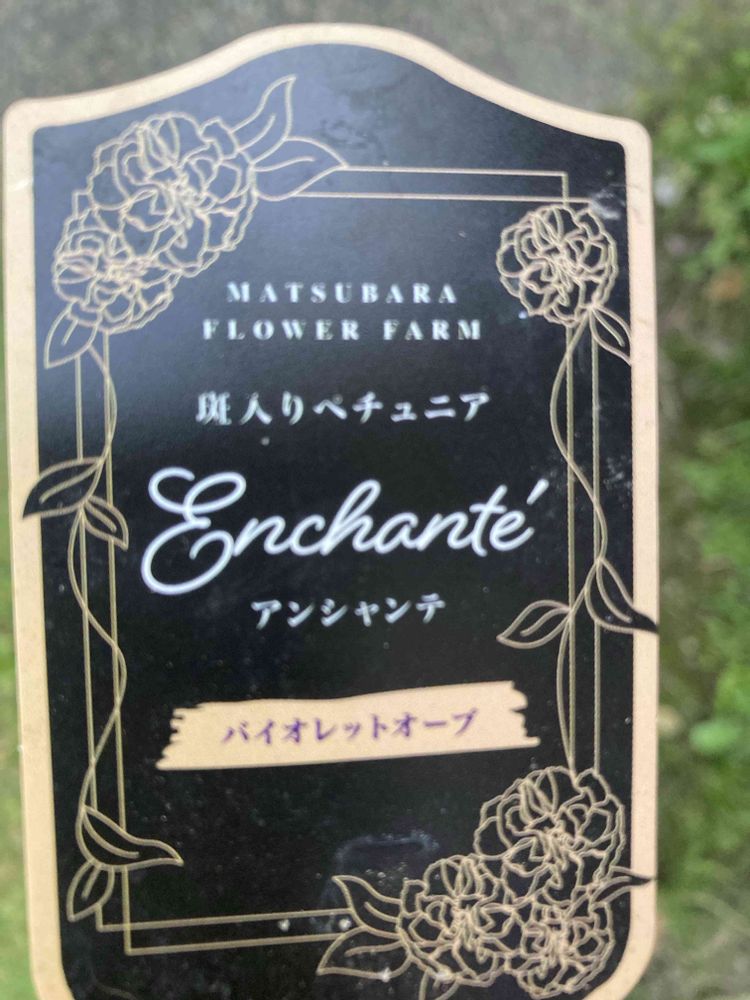 MATSUBARA
FLOWER FARM
斑入りペチュニア
Enchanté
アンシャンテ
バイオレットオーブ